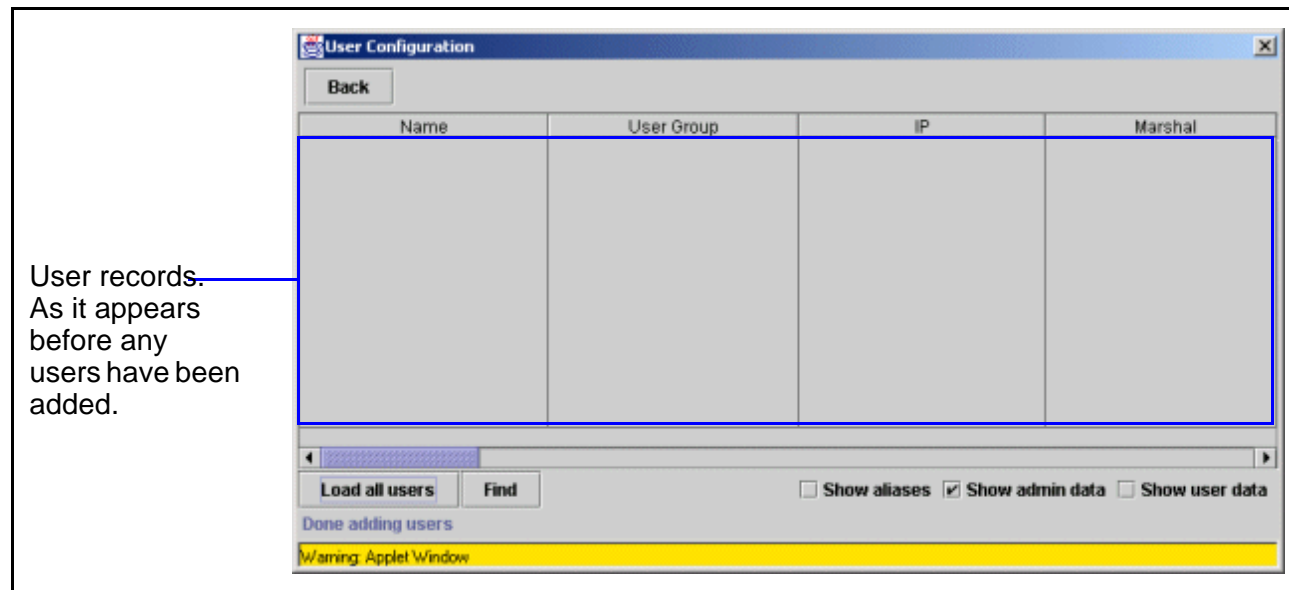 User Configuration
Back
Name User Group IP Marshal
User records.
As it appears
before any
users have been
added.
Load all users Find Show aliases Show admin data Show user data
Done adding users
Warning: Applet Window